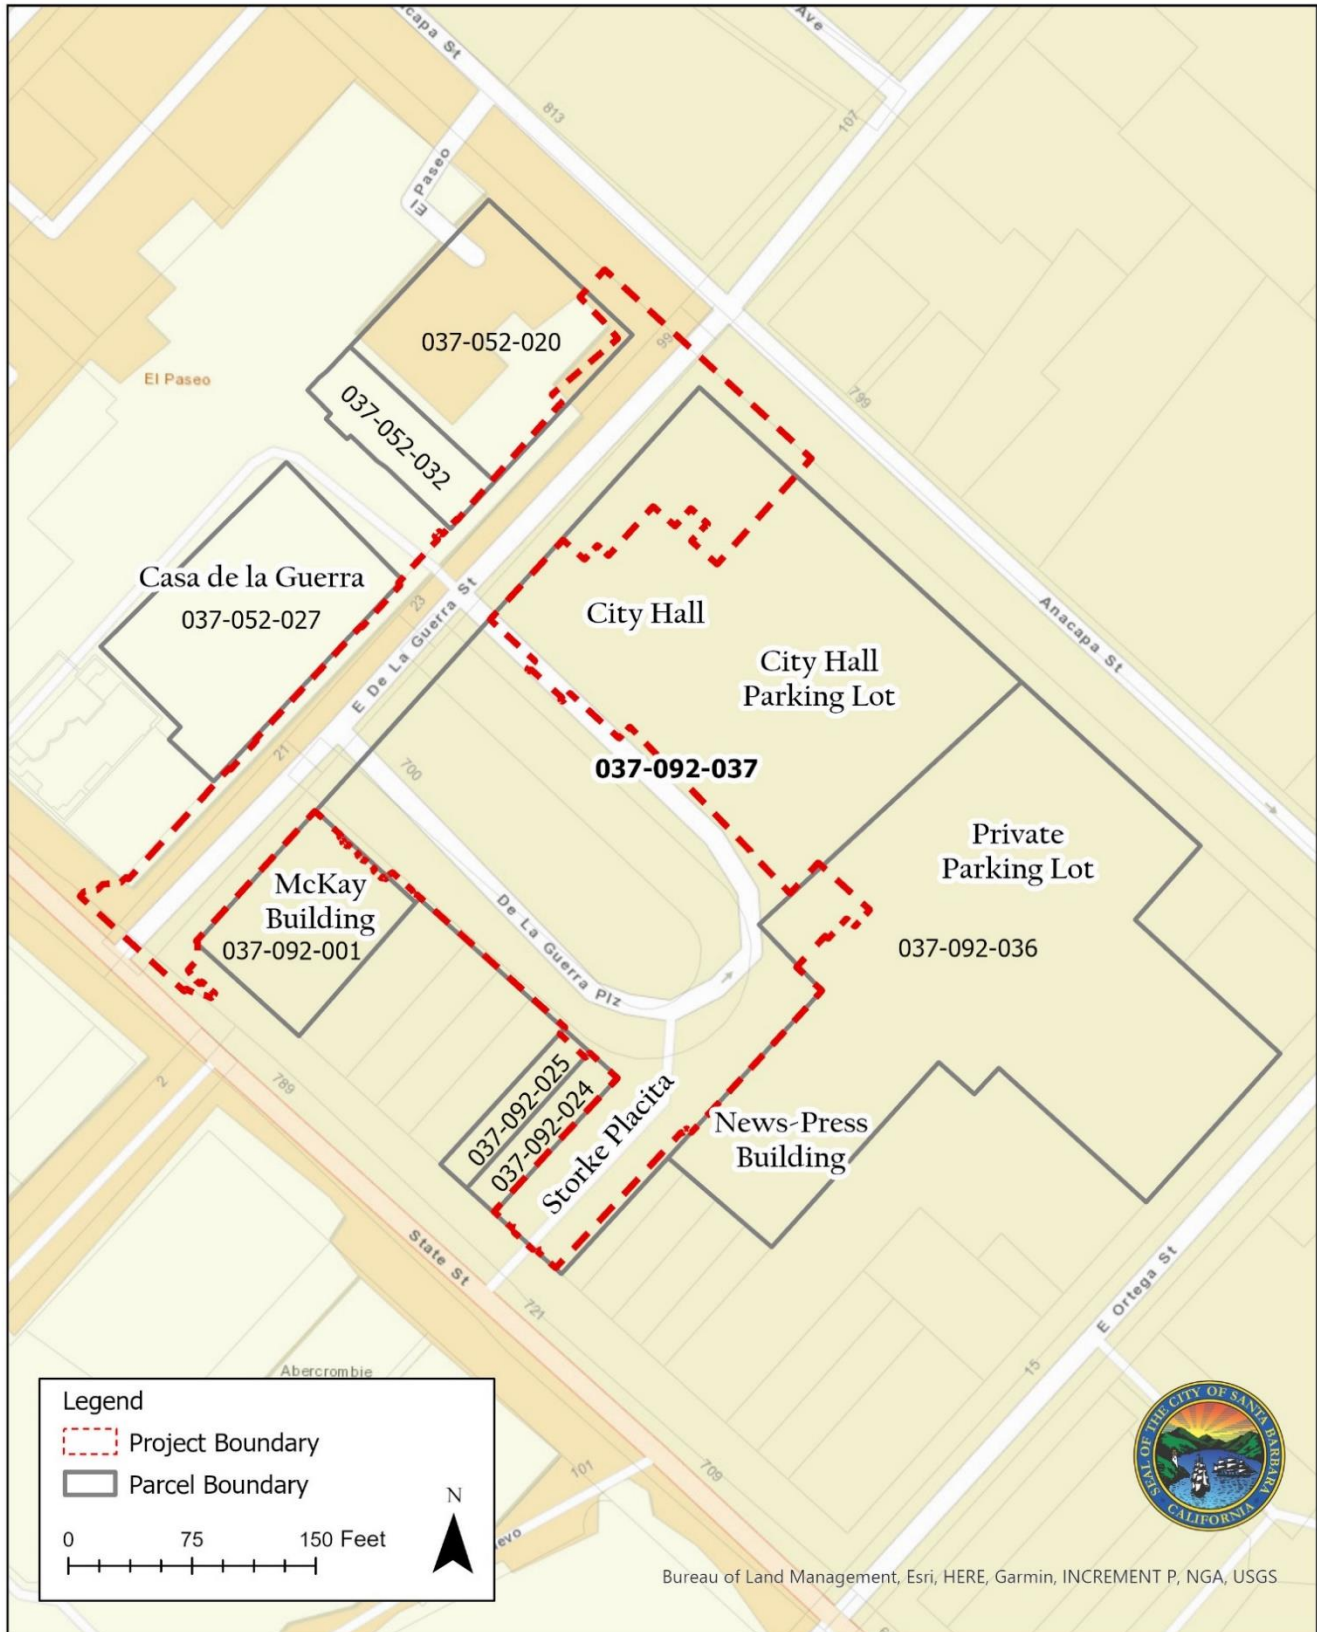 acapa St
Ave
813
107
El Paseo
037-052-020
99
El Paseo
037-052-032
799
Casa de la Guerra
037-052-027
23
E De La Guerra St
City Hall
City Hall
Parking Lot
Anacapa St
21
700
037-092-037
Private
Parking Lot
McKay
Building
037-092-001
De La Guerra Plz
037-092-036
2
789
037-092-025
037-092-024
Storke Placita
News-Press
Building
State St
721
E Ortega St
15
Abercrombie
Legend
Project Boundary
Parcel Boundary
0 75 150 Feet
N
101
evo
709
SEAL OF THE CITY OF SANTA BARBARA
CALIFORNIA
Bureau of Land Management, Esri, HERE, Garmin, INCREMENT P, NGA, USGS